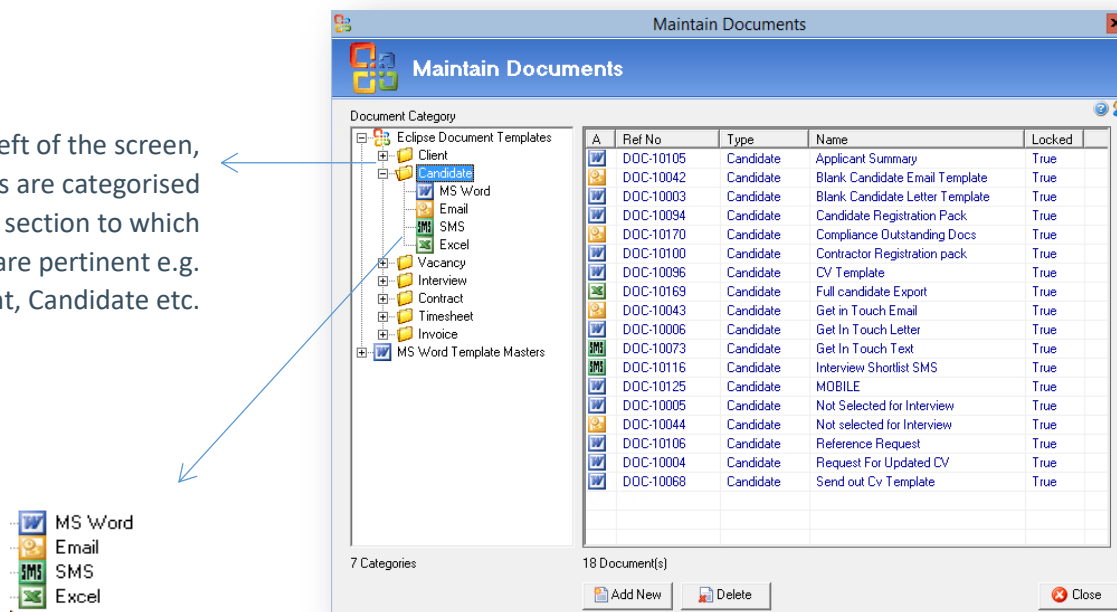 Maintain Documents
Maintain Documents
eft of the screen,
s are categorised
section to which
are pertinent e.g.
t, Candidate etc.
Document Category
Eclipse Document Templates
Client
Candidate
MS Word
Email
SMS
Excel
Vacancy
Interview
Contract
Timesheet
Invoice
MS Word Template Masters
A Ref No Type Name Locked
DOC-10105 Candidate Applicant Summary True
DOC-10042 Candidate Blank Candidate Email Template True
DOC-10003 Candidate Blank Candidate Letter Template True
DOC-10094 Candidate Candidate Registration Pack True
DOC-10170 Candidate Compliance Outstanding Docs True
DOC-10100 Candidate Contractor Registration pack True
DOC-10096 Candidate CV Template True
DOC-10169 Candidate Full candidate Export True
DOC-10043 Candidate Get in Touch Email True
DOC-10006 Candidate Get In Touch Letter True
SMS DOC-10073 Candidate Get In Touch Text True
SMS DOC-10116 Candidate Interview Shortlist SMS True
DOC-10125 Candidate MOBILE True
DOC-10005 Candidate Not Selected for Interview True
DOC-10044 Candidate Not selected for Interview True
DOC-10106 Candidate Reference Request True
DOC-10004 Candidate Request For Updated CV True
DOC-10068 Candidate Send out Cv Template True
7 Categories
18 Document(s)
Add New
Delete
Close
MS Word
Email
SMS
Excel